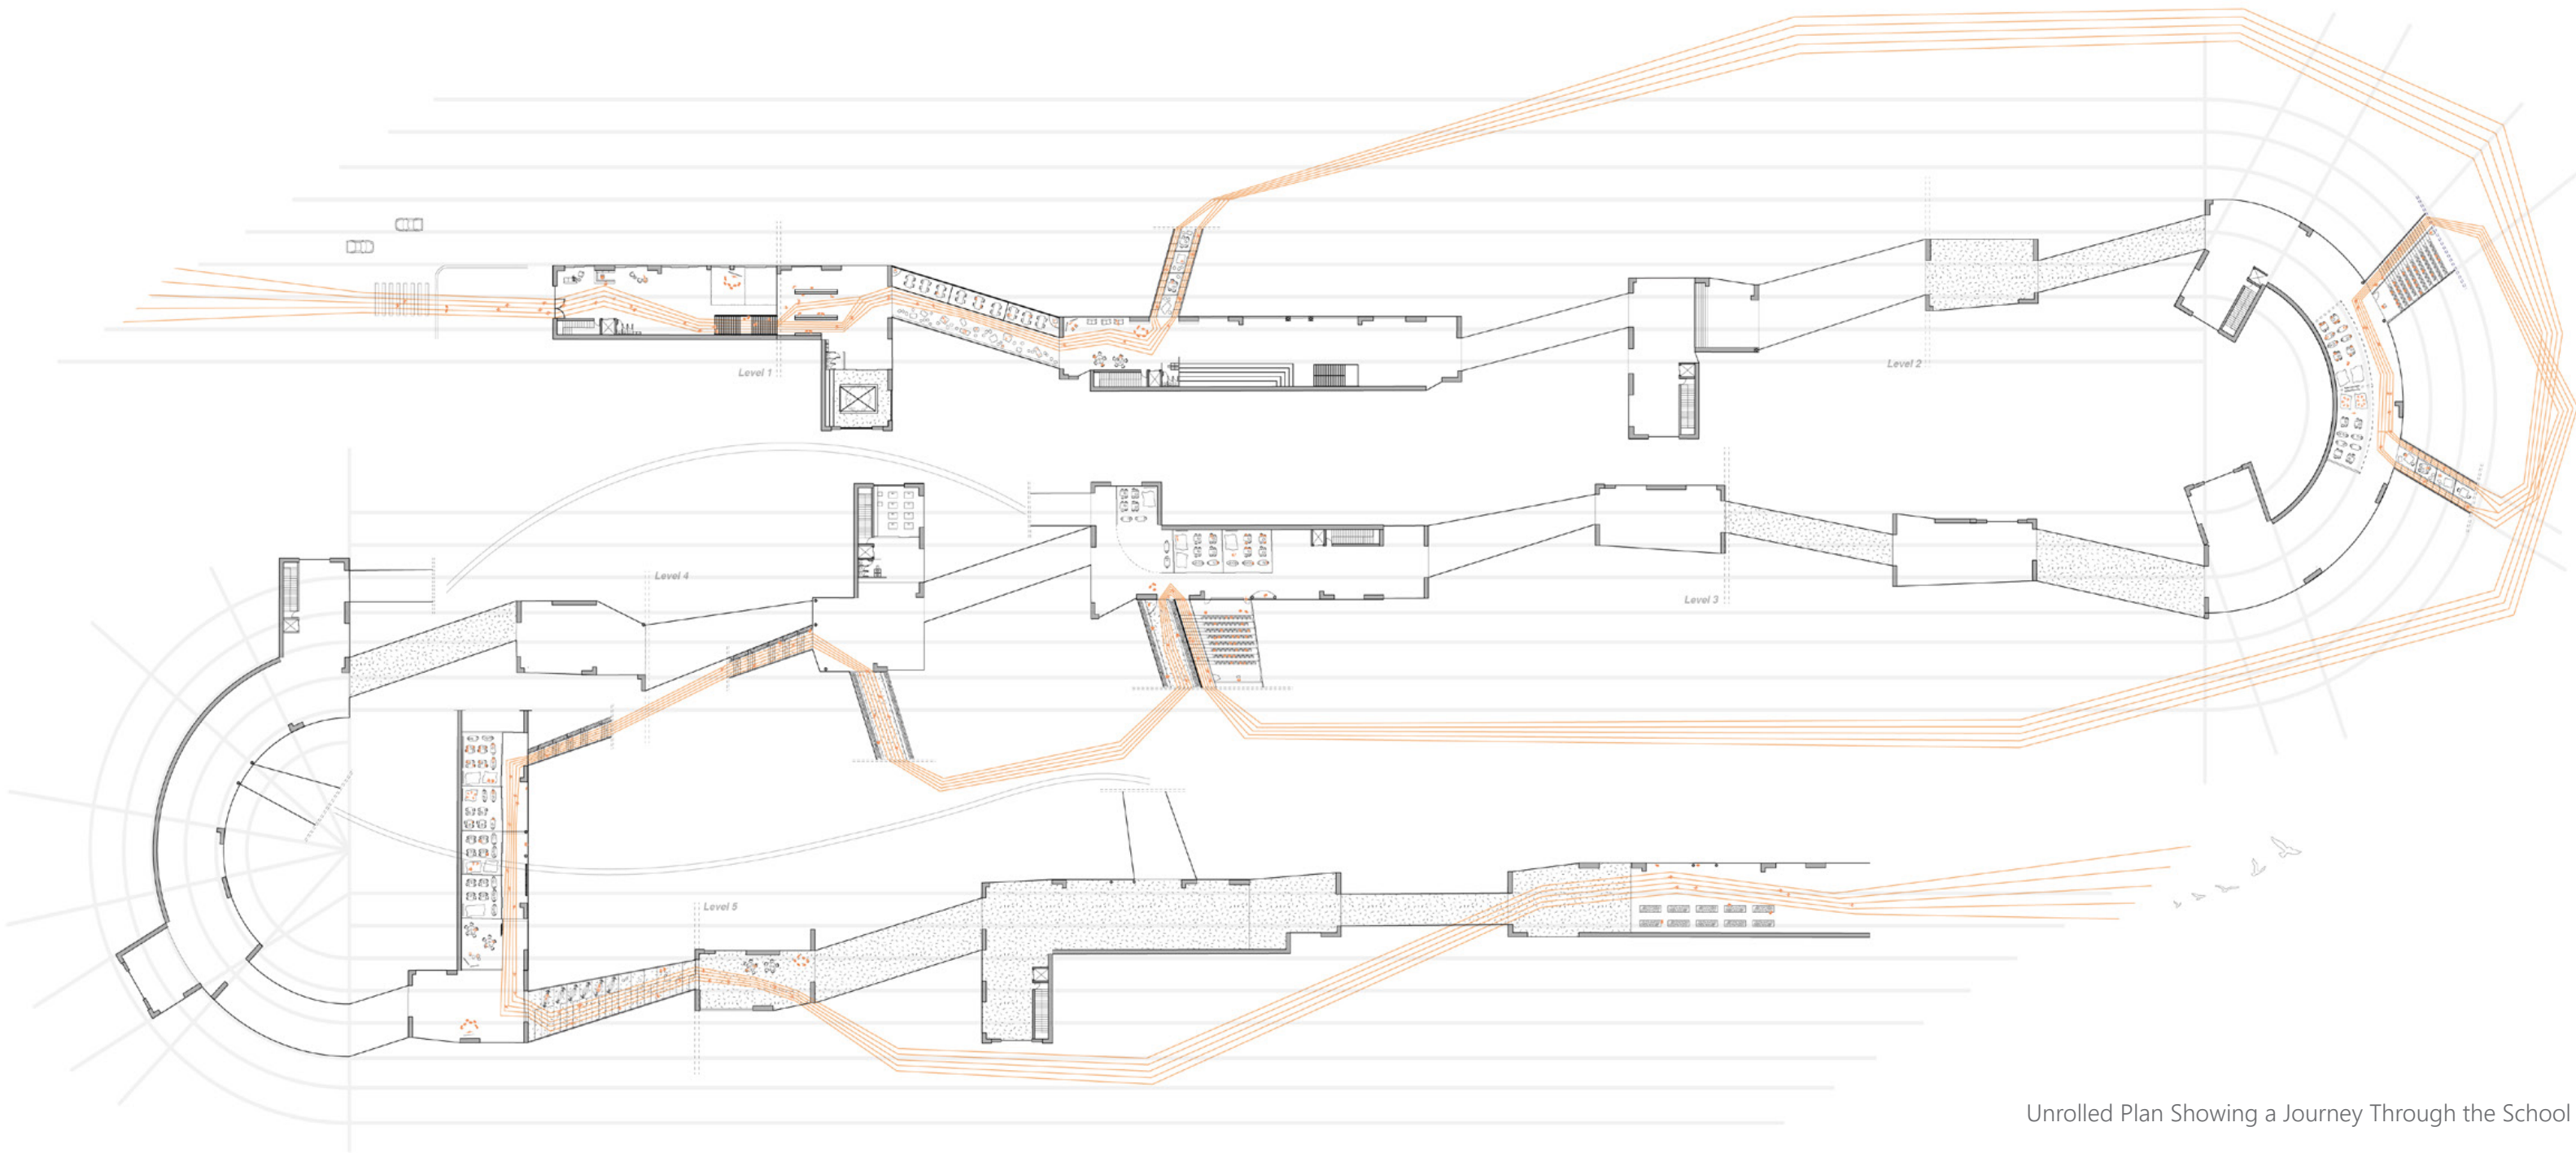 Level 1
Level 2
Level 4
Level 3
Level 5
Unrolled Plan Showing a Journey Through the School